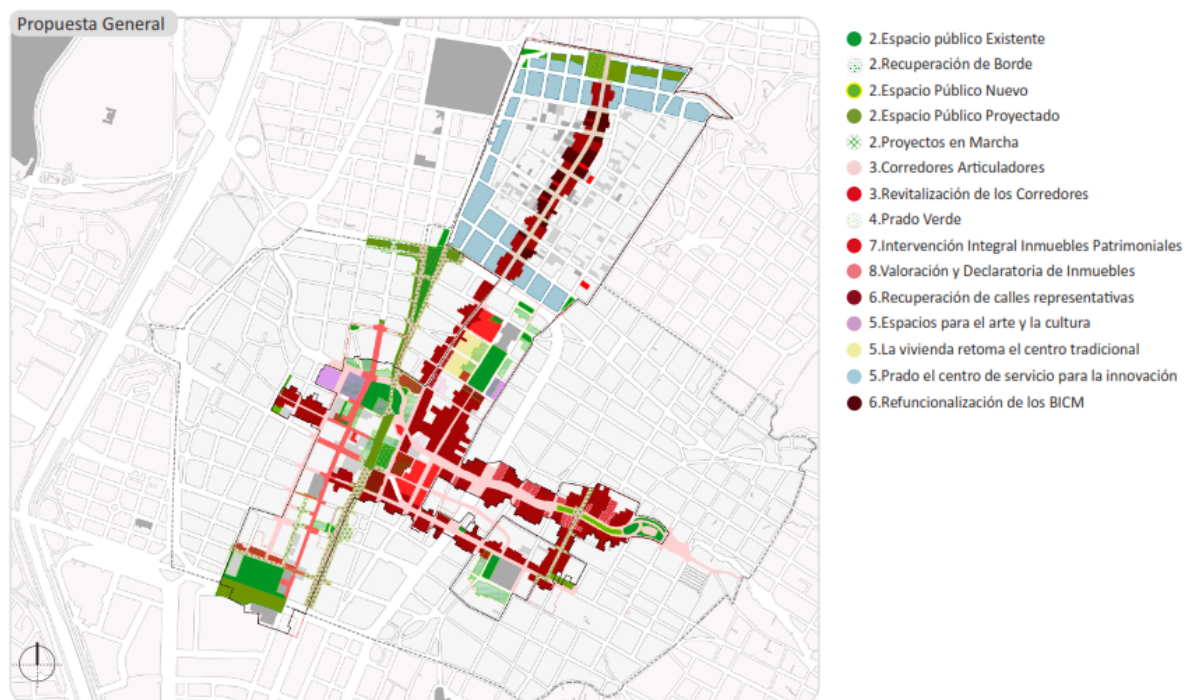 Propuesta General
2.Espacio público Existente
2.Recuperación de Borde
2.Espacio Público Nuevo
2.Espacio Público Proyectado
2.Proyectos en Marcha
3.Corredores Articuladores
3.Revitalización de los Corredores
4.Prado Verde
7.Intervención Integral Inmuebles Patrimoniales
8.Valoración y Declaratoria de Inmuebles
6.Recuperación de calles representativas
5.Espacios para el arte y la cultura
5.La vivienda retoma el centro tradicional
5.Prado el centro de servicio para la innovación
6.Refuncionalización de los BICM